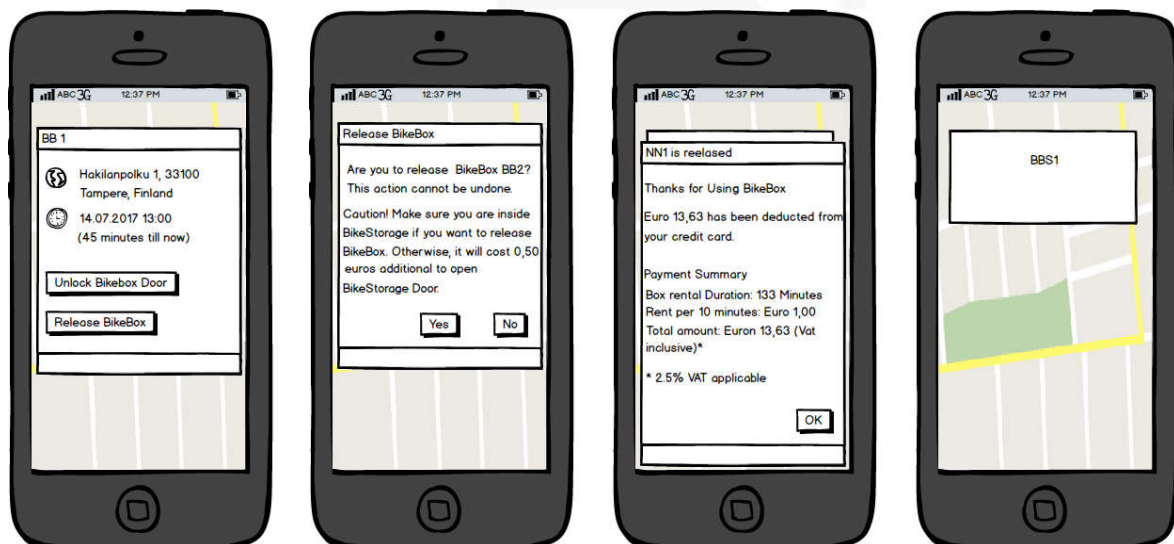 ABC 3G 12:37 PM
BB 1
Hakilanpolku 1, 33100
Tampere, Finland
14.07.2017 13:00
(45 minutes till now)
Unlock Bikebox Door
Release BikeBox
ABC 3G 12:37 PM
Release BikeBox
Are you to release BikeBox BB2?
This action cannot be undone.
Caution! Make sure you are inside
BikeStorage if you want to release
BikeBox. Otherwise, it will cost 0,50
euros additional to open
BikeStorage Door.
Yes No
ABC 3G 12:37 PM
NN1 is reelased
Thanks for Using BikeBox
Euro 13,63 has been deducted from
your credit card.
Payment Summary
Box rental Duration: 133 Minutes
Rent per 10 minutes: Euro 1,00
Total amount: Euron 13,63 (Vat
inclusive)*
* 2.5% VAT applicable
OK
ABC 3G 12:37 PM
BBS1